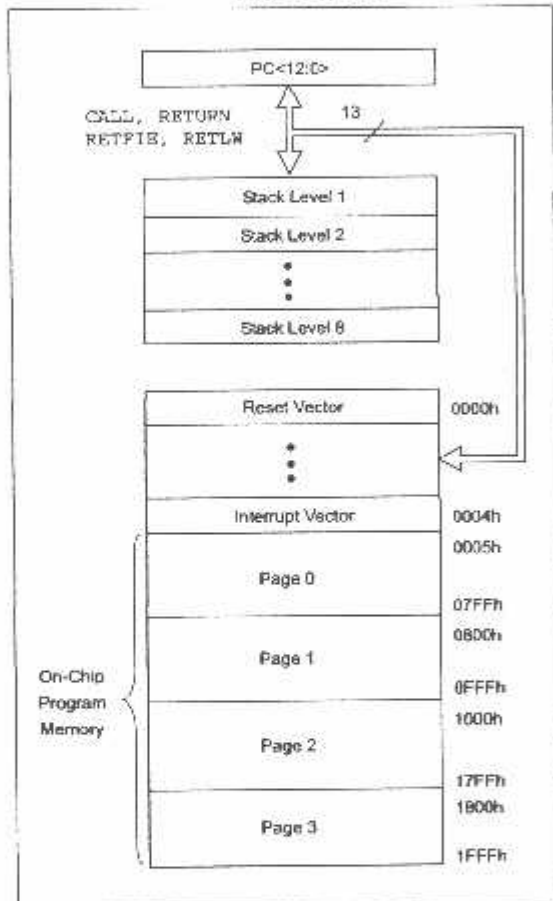 PC<12:0>
CALL, RETURN
RETFIE, RETLW
13
Stack Level 1
Stack Level 2
Stack Level 8
Reset Vector
0000h
Interrupt Vector
0004h
0005h
Page 0
07FFh
0800h
Page 1
0FFFh
On-Chip
Program
Memory
1000h
Page 2
17FFh
1800h
Page 3
1FFFh